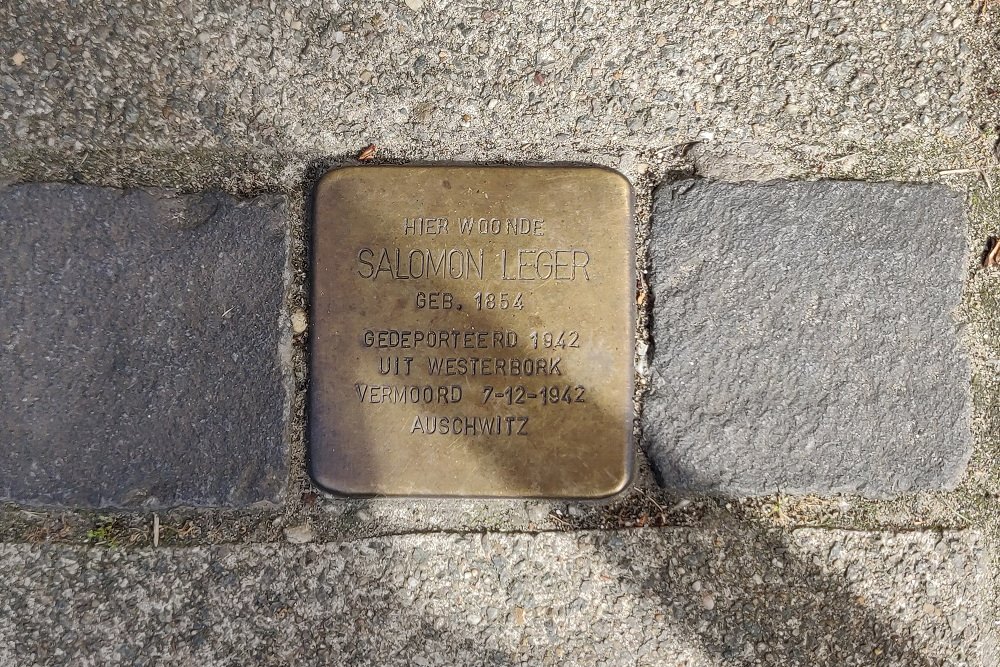 HIER WOONDE
SALOMON LEGER
GEB. 1854
GEDEPORTEERD 1942
UIT WESTERBORK
VERMOORD 7-12-1942
AUSCHWITZ